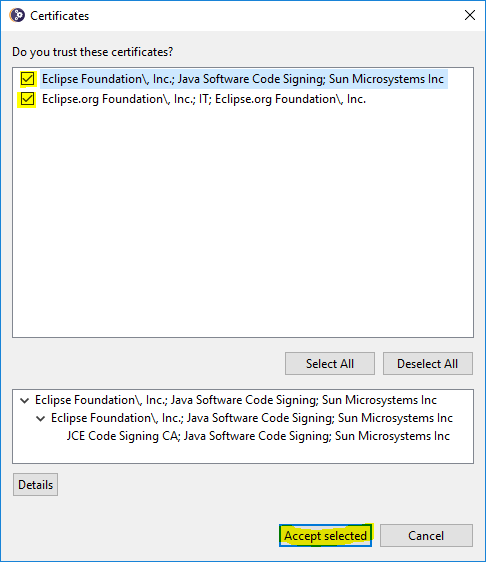 Certificates
Do you trust these certificates?
Eclipse Foundation\, Inc.; Java Software Code Signing; Sun Microsystems Inc
Eclipse.org Foundation\, Inc.; IT; Eclipse.org Foundation\, Inc.
Select All Deselect All
Eclipse Foundation\, Inc.; Java Software Code Signing; Sun Microsystems Inc
Eclipse Foundation\, Inc.; Java Software Code Signing; Sun Microsystems Inc
JCE Code Signing CA; Java Software Code Signing; Sun Microsystems Inc
Details
Accept selected Cancel